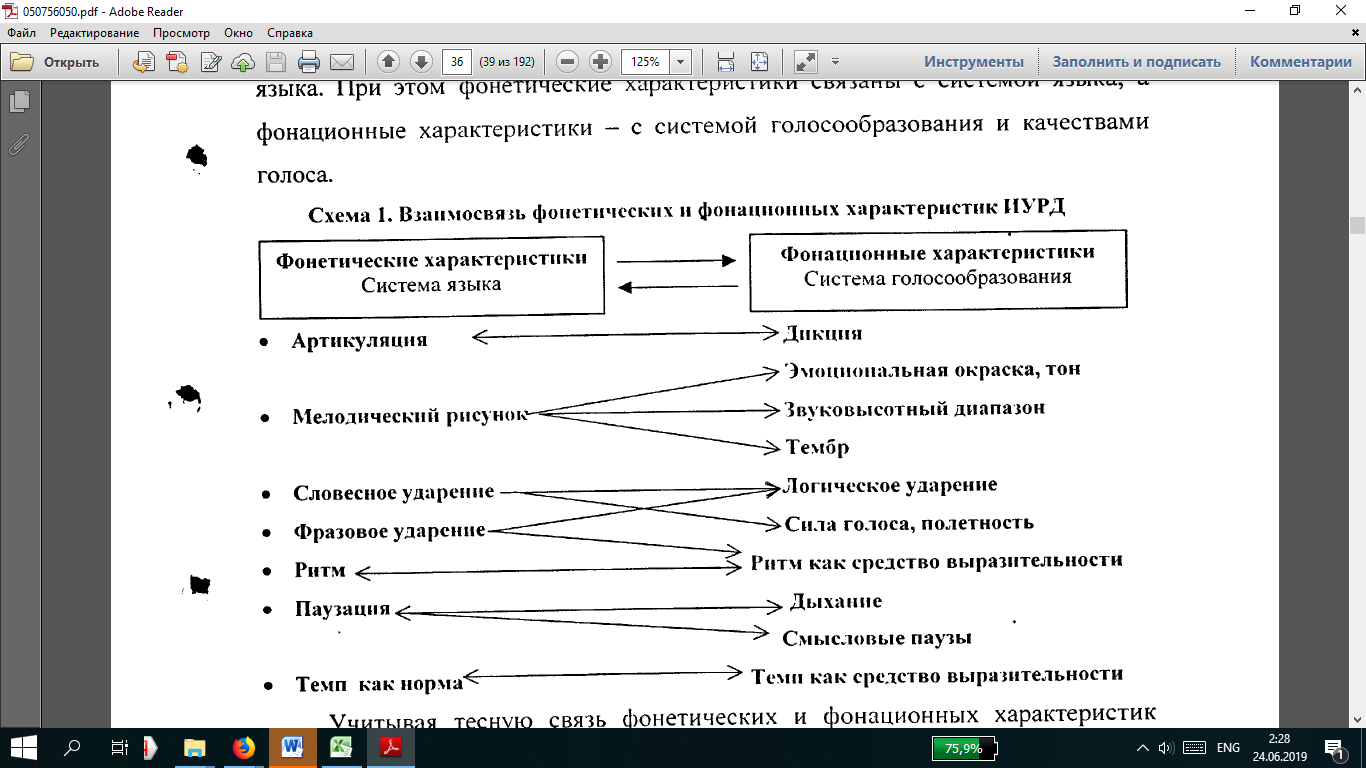 050756050.pdf - Adobe Reader
Файл Редактирование Просмотр Окно Справка
Открыть 36 (39 из 192) 125% Инструменты Заполнить и подписать Комментарии
языка. При этом фонетические характеристики связаны с системой языка, а
фонационные характеристики – с системой голосообразования и качествами
голоса.
Схема 1. Взаимосвязь фонетических и фонационных характеристик ИУРД
Фонетические характеристики
Система языка
Фонационные характеристики
Система голосообразования
• Артикуляция
Дикция
Эмоциональная окраска, тон
• Мелодический рисунок
Звуковысотный диапазон
Тембр
• Словесное ударение
Логическое ударение
• Фразовое ударение
Сила голоса, полетность
• Ритм
Ритм как средство выразительности
• Паузация
Дыхание
Смысловые паузы
• Темп как норма
Темп как средство выразительности
Учитывая тесную связь фонетических и фонационных характеристик
75,9%
ENG
2:28
24.06.2019
1